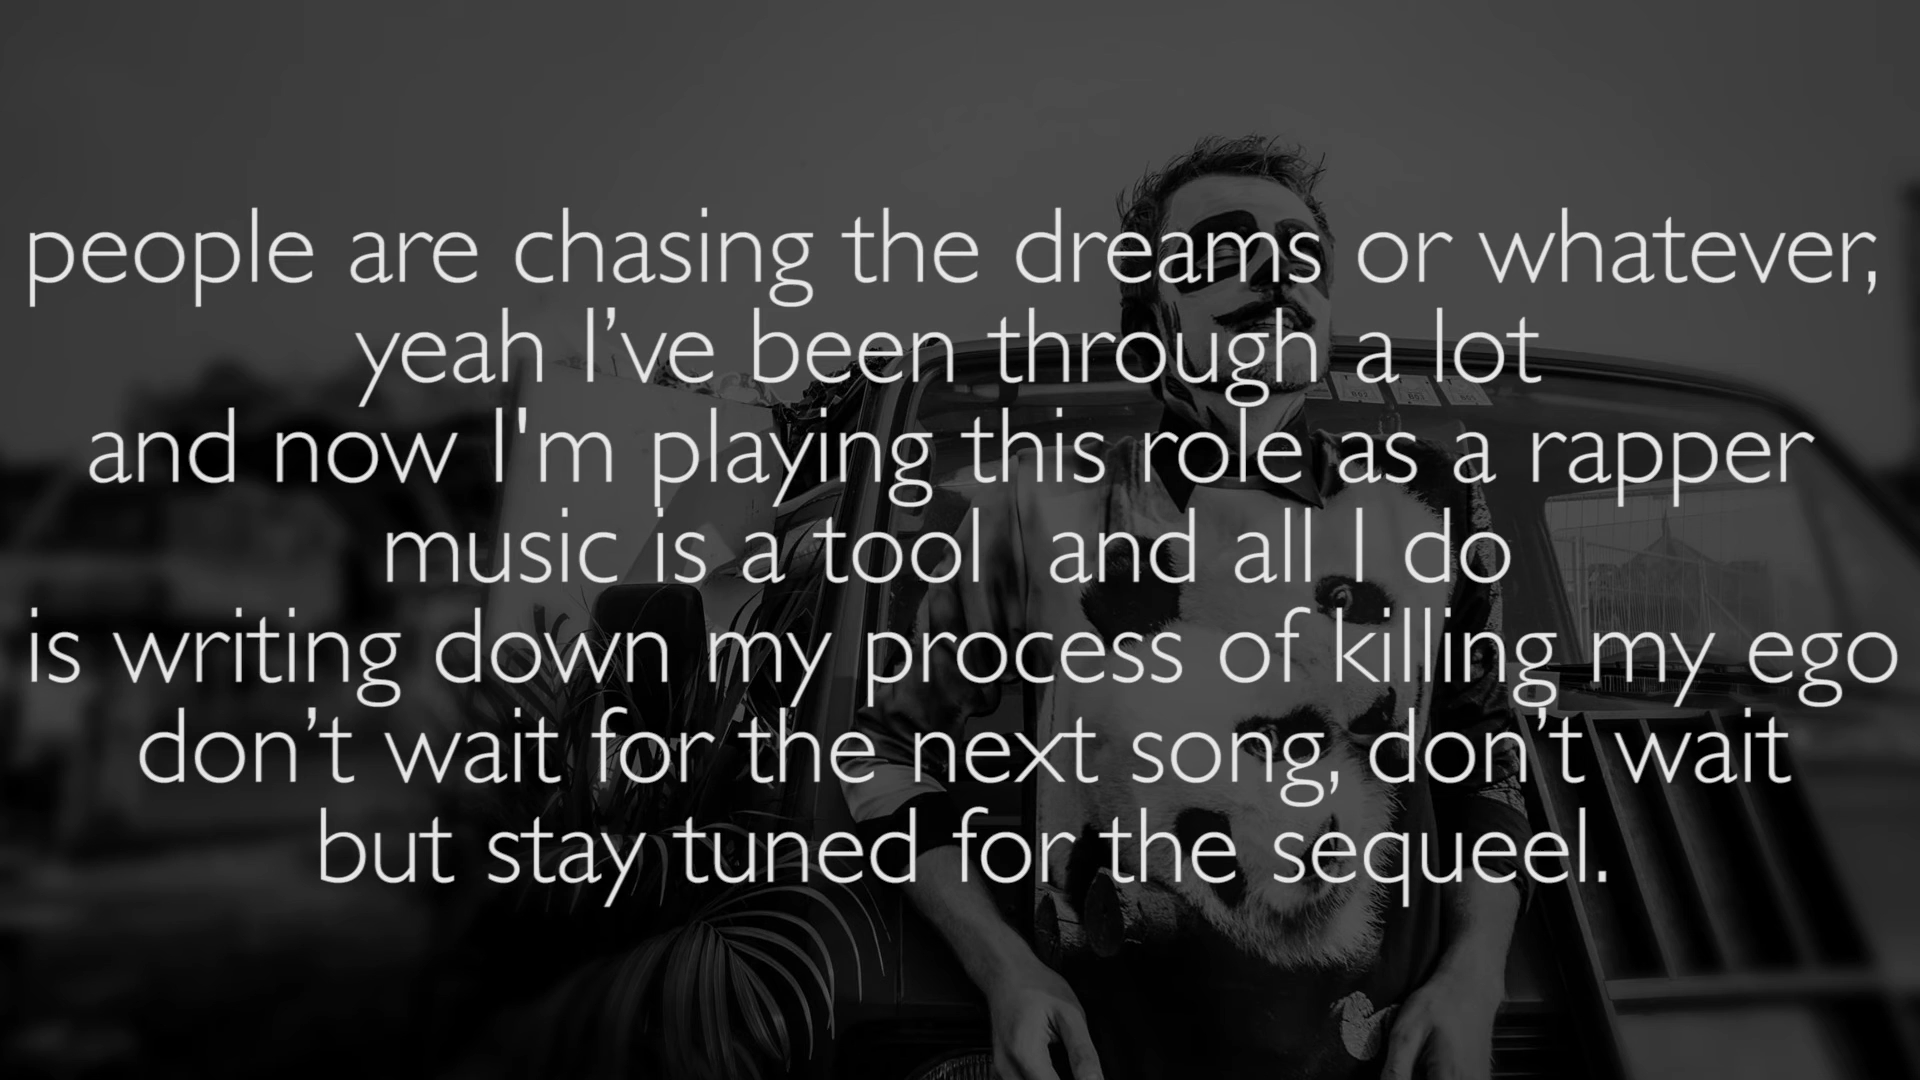 people are chasing the dreams or whatever,
yeah I’ve been through a lot
and now I'm playing this role as a rapper
music is a tool  and all I do
is writing down my process of killing my ego
don’t wait for the next song, don’t wait
but stay tuned for the sequeel.